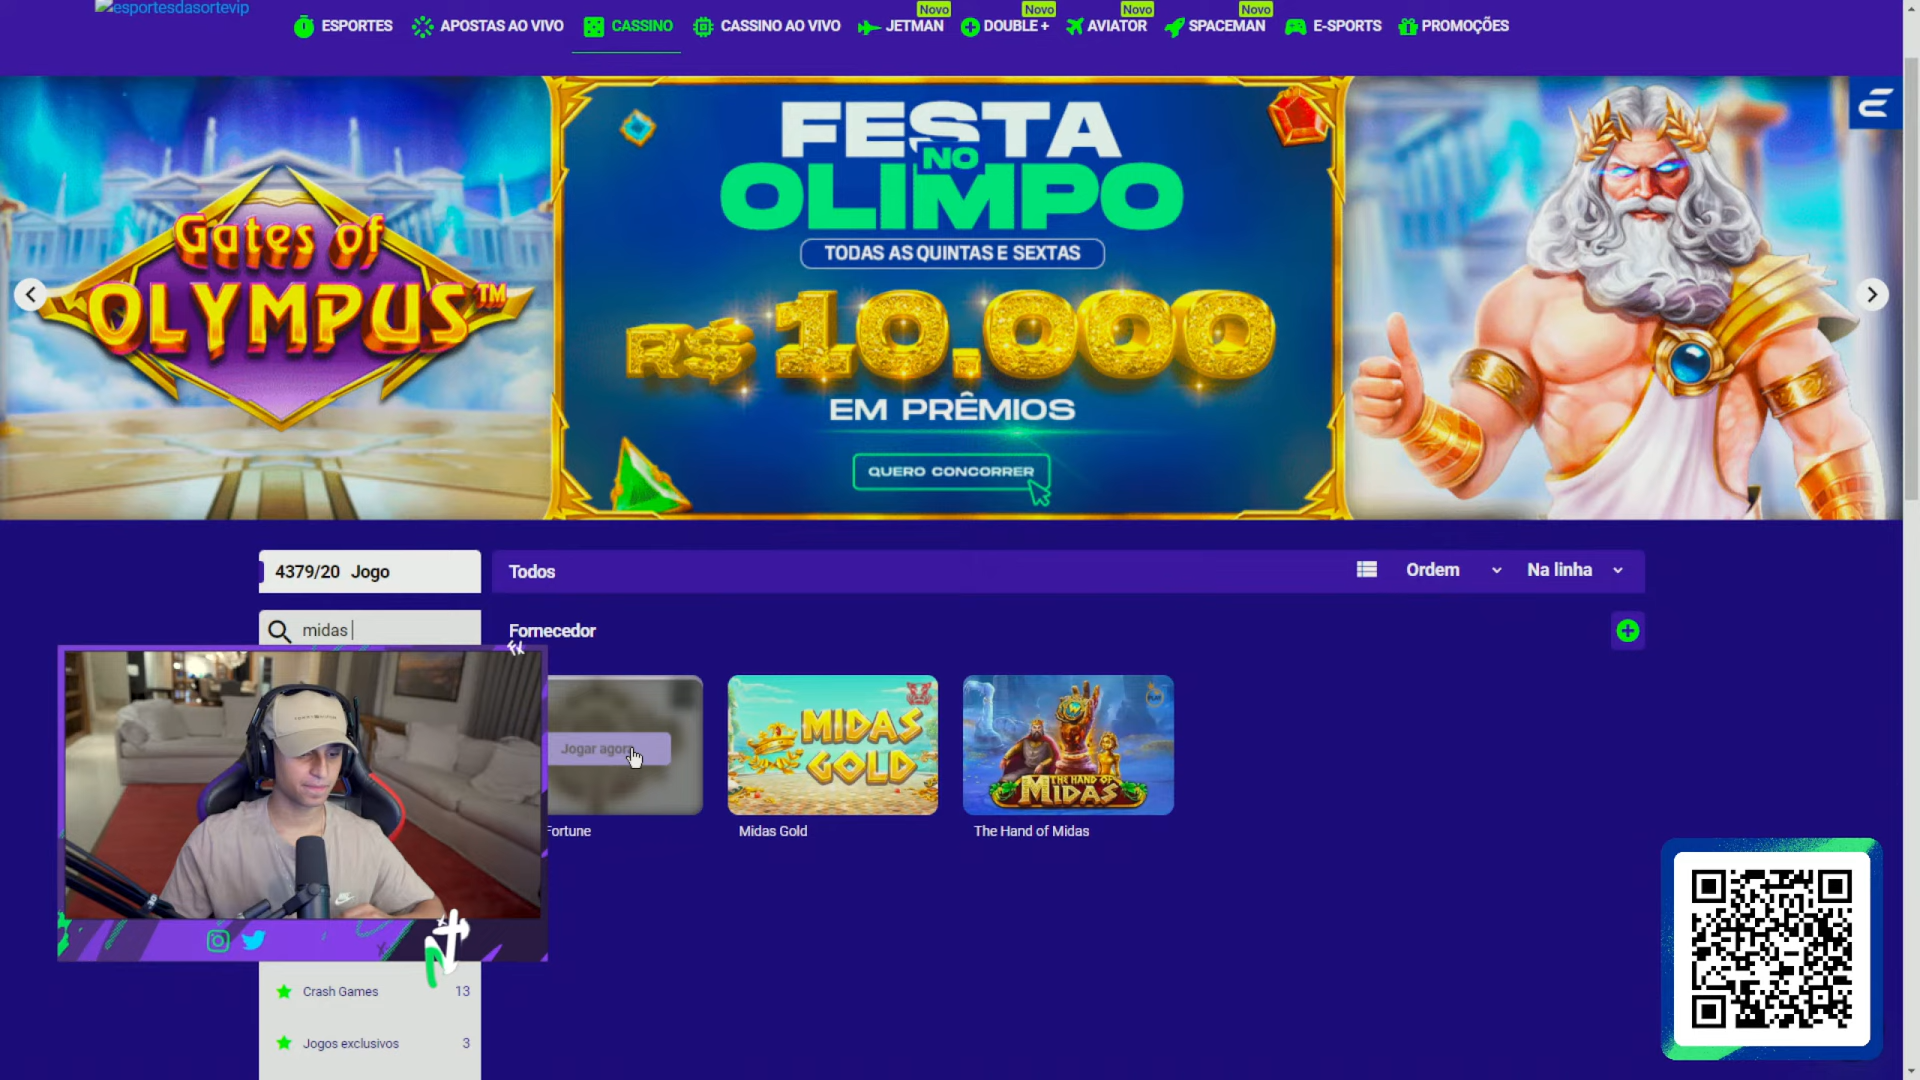 esportesdasortevip
ESPORTES
APOSTAS AO VIVO
CASSINO
CASSINO AO VIVO
JETMAN
Novo
DOUBLE +
Novo
AVIATOR
Novo
SPACEMAN
Novo
E-SPORTS
PROMOÇÕES
Gates of
OLYMPUS™
FESTA
NO
OLIMPO
TODAS AS QUINTAS E SEXTAS
R$ 10.000
EM PRÊMIOS
QUERO CONCORRER
4379/20 Jogo
Todos
Ordem
Na linha
midas
Fornecedor
Jogar agora
MIDAS
GOLD
THE HAND OF
MIDAS
Fortune
Midas Gold
The Hand of Midas
Crash Games 13
Jogos exclusivos 3